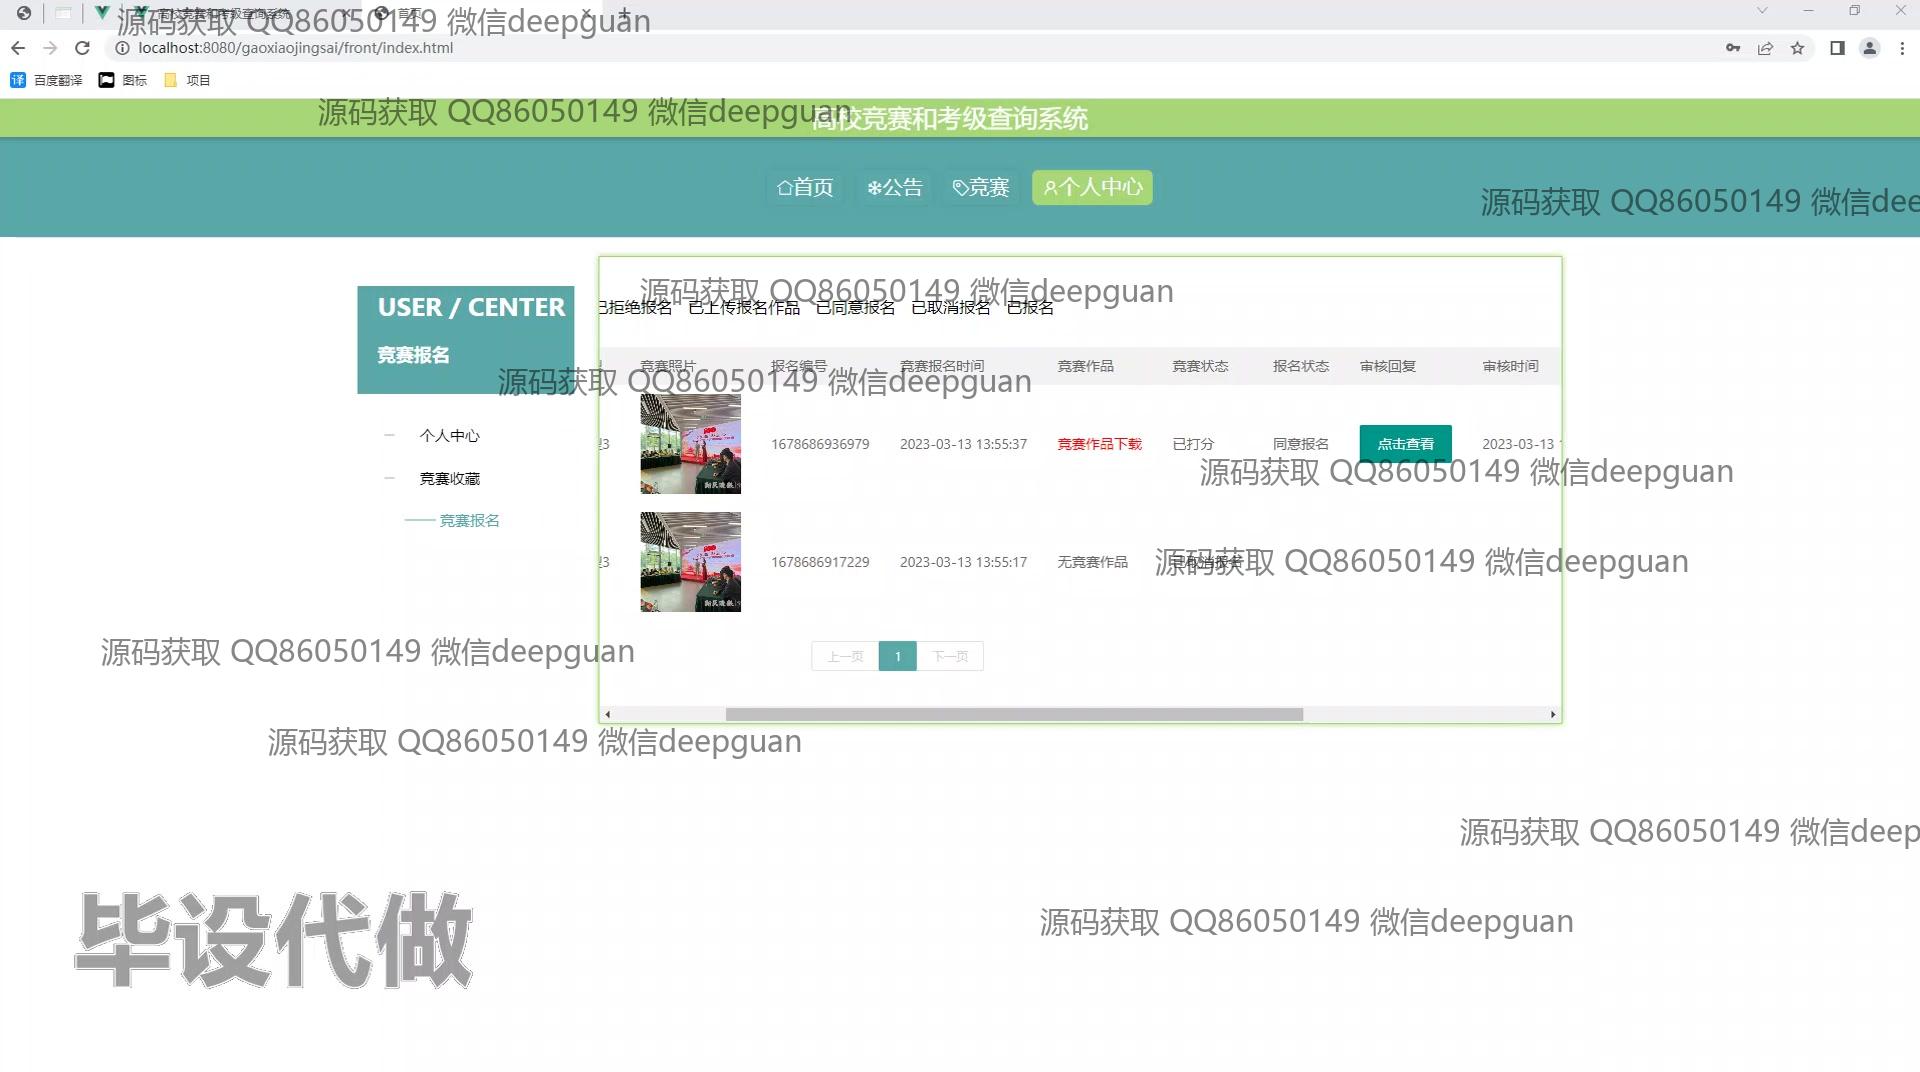 高校竞赛和考级查询系统
首页
源码获取 QQ86050149 微信deepguan
localhost:8080/gaoxiaojingsai/front/index.html
百度翻译 图标 项目
源码获取 QQ86050149 微信deepguan
高校竞赛和考级查询系统
首页 公告 竞赛 个人中心
源码获取 QQ86050149 微信dee
源码获取 QQ86050149 微信deepguan
USER / CENTER
竞赛报名
已拒绝报名 已上传报名作品 已同意报名 已取消报名 已报名
竞赛照片 报名编号 竞赛报名时间 竞赛作品 竞赛状态 报名状态 审核回复 审核时间
源码获取 QQ86050149 微信deepguan
个人中心
竞赛收藏
竞赛报名
3 1678686936979 2023-03-13 13:55:37 竞赛作品下载 已打分 同意报名 点击查看 2023-03-13
源码获取 QQ86050149 微信deepguan
3 1678686917229 2023-03-13 13:55:17 无竞赛作品 已取消报名
源码获取 QQ86050149 微信deepguan
上一页 1 下一页
源码获取 QQ86050149 微信deepguan
源码获取 QQ86050149 微信deepguan
源码获取 QQ86050149 微信deep
源码获取 QQ86050149 微信deepguan
毕设代做